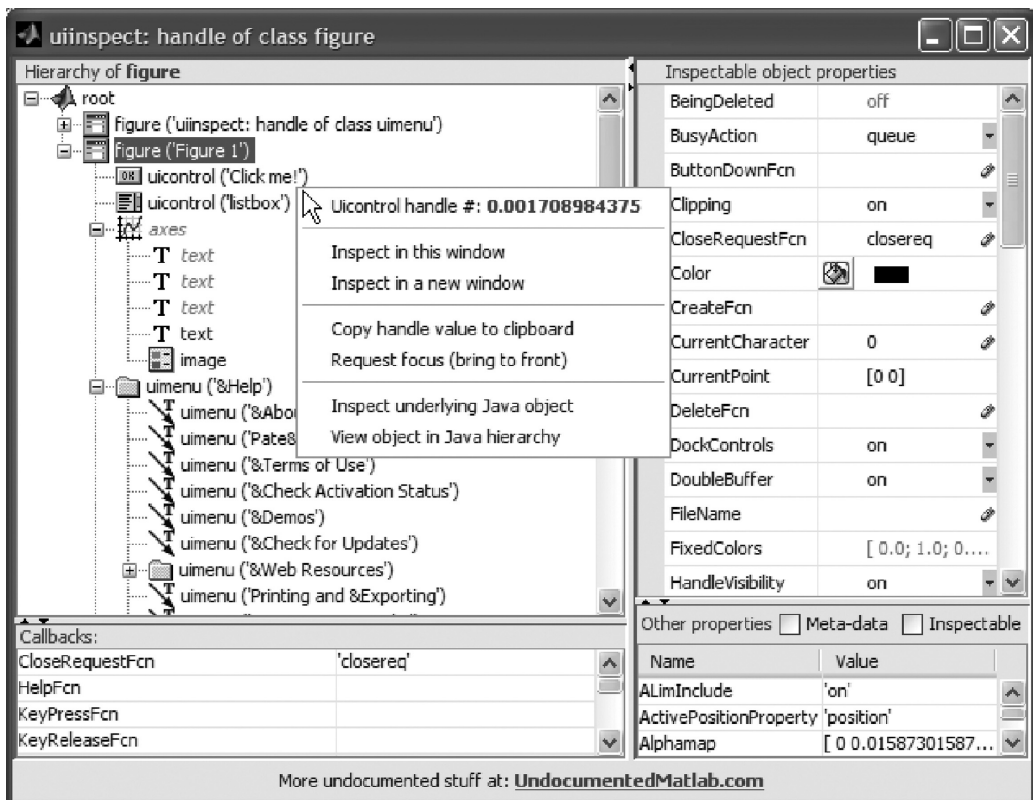 uiinspect: handle of class figure
Hierarchy of figure
root
figure ('uiinspect: handle of class uimenu')
figure ('Figure 1')
OK uicontrol ('Click me!')
uicontrol ('listbox')
axes
T text
T text
T text
T text
image
uimenu ('&Help')
uimenu ('&Abou
uimenu ('Pate&
uimenu ('&Terms of Use')
uimenu ('&Check Activation Status')
uimenu ('&Demos')
uimenu ('&Check for Updates')
uimenu ('&Web Resources')
uimenu ('Printing and &Exporting')
Uicontrol handle #: 0.001708984375
Inspect in this window
Inspect in a new window
Copy handle value to clipboard
Request focus (bring to front)
Inspect underlying Java object
View object in Java hierarchy
Callbacks:
CloseRequestFcn 'closereq'
HelpFcn
KeyPressFcn
KeyReleaseFcn
Inspectable object properties
BeingDeleted off
BusyAction queue
ButtonDownFcn
Clipping on
CloseRequestFcn closereq
Color
CreateFcn
CurrentCharacter 0
CurrentPoint [0 0]
DeleteFcn
DockControls on
DoubleBuffer on
FileName
FixedColors [ 0.0; 1.0; 0....
HandleVisibility on
Other properties Meta-data Inspectable
Name Value
ALimInclude 'on'
ActivePositionProperty 'position'
Alphamap [ 0 0.01587301587...
More undocumented stuff at: UndocumentedMatlab.com